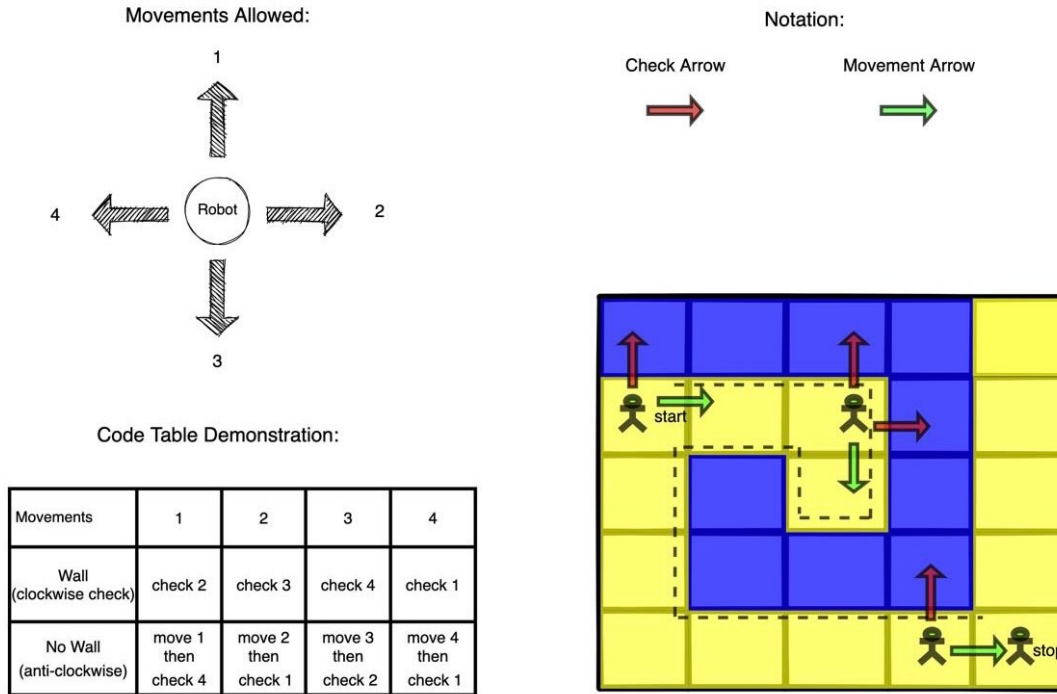 Movements Allowed:
1
4
Robot
2
3
Notation:
Check Arrow
Movement Arrow
start
stop
Code Table Demonstration:
Movements 1 2 3 4
Wall
(clockwise check)
check 2 check 3 check 4 check 1
No Wall
(anti-clockwise)
move 1 move 2 move 3 move 4
then then then then
check 4 check 1 check 2 check 1